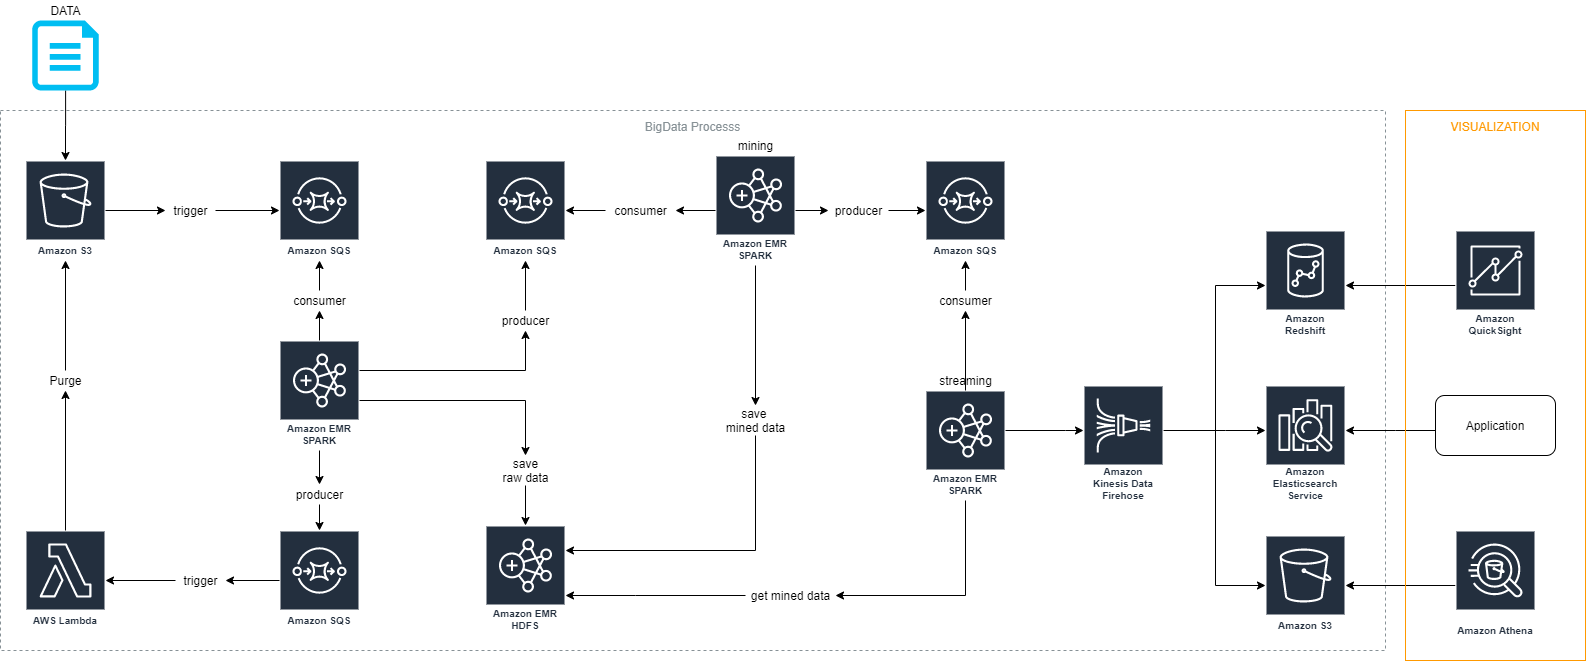 DATA
BigData Processs
VISUALIZATION
mining
trigger
consumer
producer
Amazon S3
Amazon SQS
Amazon SQS
Amazon EMR
SPARK
Amazon SQS
consumer
producer
consumer
Amazon
Redshift
Amazon
QuickSight
Purge
streaming
Amazon EMR
SPARK
save
mined data
Application
save
raw data
Amazon EMR
SPARK
Amazon
Kinesis Data
Firehose
Amazon
Elasticsearch
Service
producer
trigger
get mined data
AWS Lambda
Amazon SQS
Amazon EMR
HDFS
Amazon S3
Amazon Athena